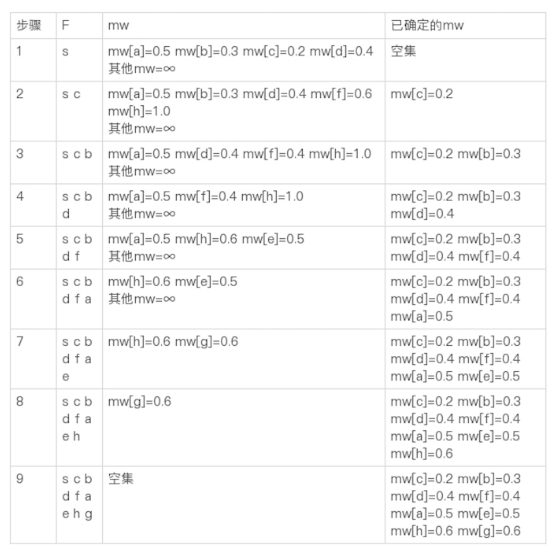 步骤 F mw 已确定的mw
1 s mw[a]=0.5 mw[b]=0.3 mw[c]=0.2 mw[d]=0.4 空集
其他mw=∞
2 s c mw[a]=0.5 mw[b]=0.3 mw[d]=0.4 mw[f]=0.6 mw[c]=0.2
mw[h]=1.0
其他mw=∞
3 s c b mw[a]=0.5 mw[d]=0.4 mw[f]=0.4 mw[h]=1.0 mw[c]=0.2 mw[b]=0.3
其他mw=∞
4 s c b mw[a]=0.5 mw[f]=0.4 mw[h]=1.0 mw[c]=0.2 mw[b]=0.3
d 其他mw=∞ mw[d]=0.4
5 s c b mw[a]=0.5 mw[h]=0.6 mw[e]=0.5 mw[c]=0.2 mw[b]=0.3
d f 其他mw=∞ mw[d]=0.4 mw[f]=0.4
6 s c b mw[h]=0.6 mw[e]=0.5 mw[c]=0.2 mw[b]=0.3
d f a 其他mw=∞ mw[d]=0.4 mw[f]=0.4
mw[a]=0.5
7 s c b mw[h]=0.6 mw[g]=0.6 mw[c]=0.2 mw[b]=0.3
d f a mw[d]=0.4 mw[f]=0.4
e mw[a]=0.5 mw[e]=0.5
8 s c b mw[g]=0.6 mw[c]=0.2 mw[b]=0.3
d f a mw[d]=0.4 mw[f]=0.4
e h mw[a]=0.5 mw[e]=0.5
mw[h]=0.6
9 s c b 空集 mw[c]=0.2 mw[b]=0.3
d f a mw[d]=0.4 mw[f]=0.4
e h g mw[a]=0.5 mw[e]=0.5
mw[h]=0.6 mw[g]=0.6